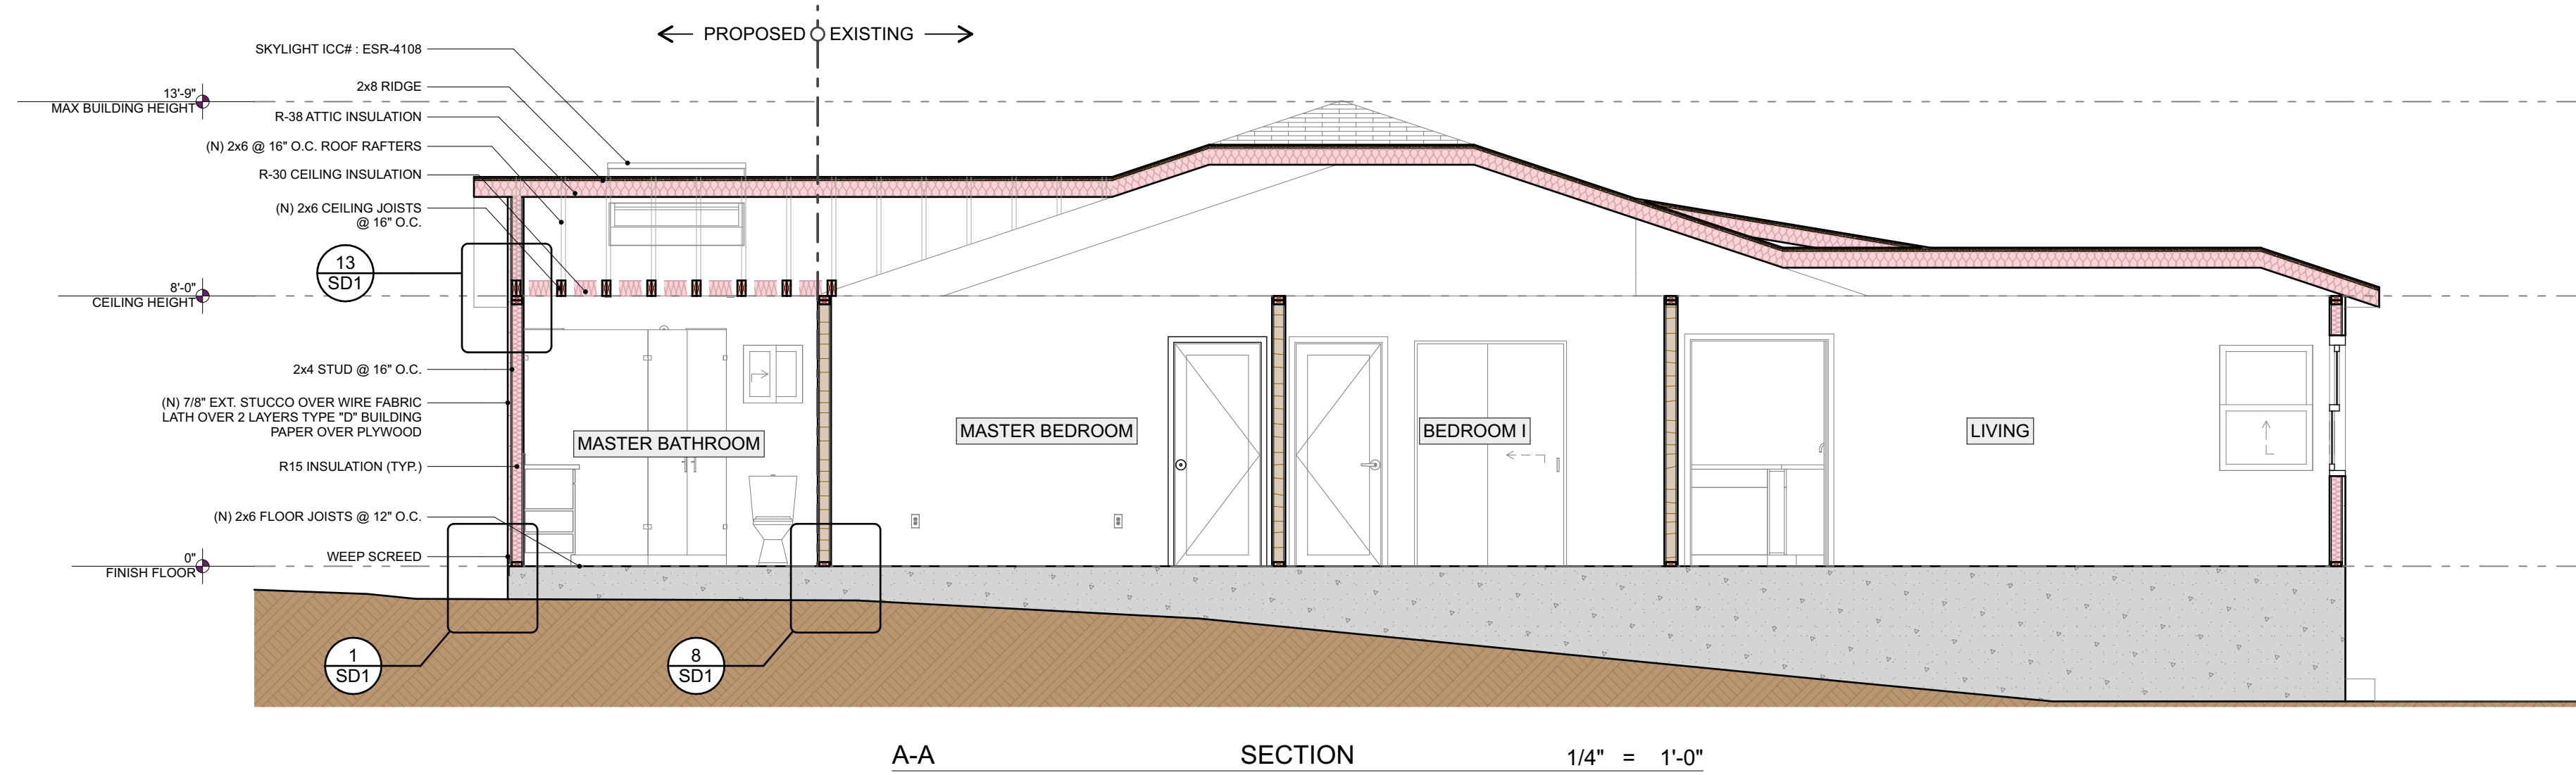 PROPOSED EXISTING
SKYLIGHT ICC# : ESR-4108
2x8 RIDGE
13'-9"
MAX BUILDING HEIGHT
R-38 ATTIC INSULATION
(N) 2x6 @ 16" O.C. ROOF RAFTERS
R-30 CEILING INSULATION
(N) 2x6 CEILING JOISTS
@ 16" O.C.
13
SD1
8'-0"
CEILING HEIGHT
2x4 STUD @ 16" O.C.
(N) 7/8" EXT. STUCCO OVER WIRE FABRIC
LATH OVER 2 LAYERS TYPE "D" BUILDING
PAPER OVER PLYWOOD
MASTER BATHROOM
MASTER BEDROOM
BEDROOM I
LIVING
R15 INSULATION (TYP.)
(N) 2x6 FLOOR JOISTS @ 12" O.C.
WEEP SCREED
0"
FINISH FLOOR
1
SD1
8
SD1
A-A SECTION 1/4" = 1'-0"